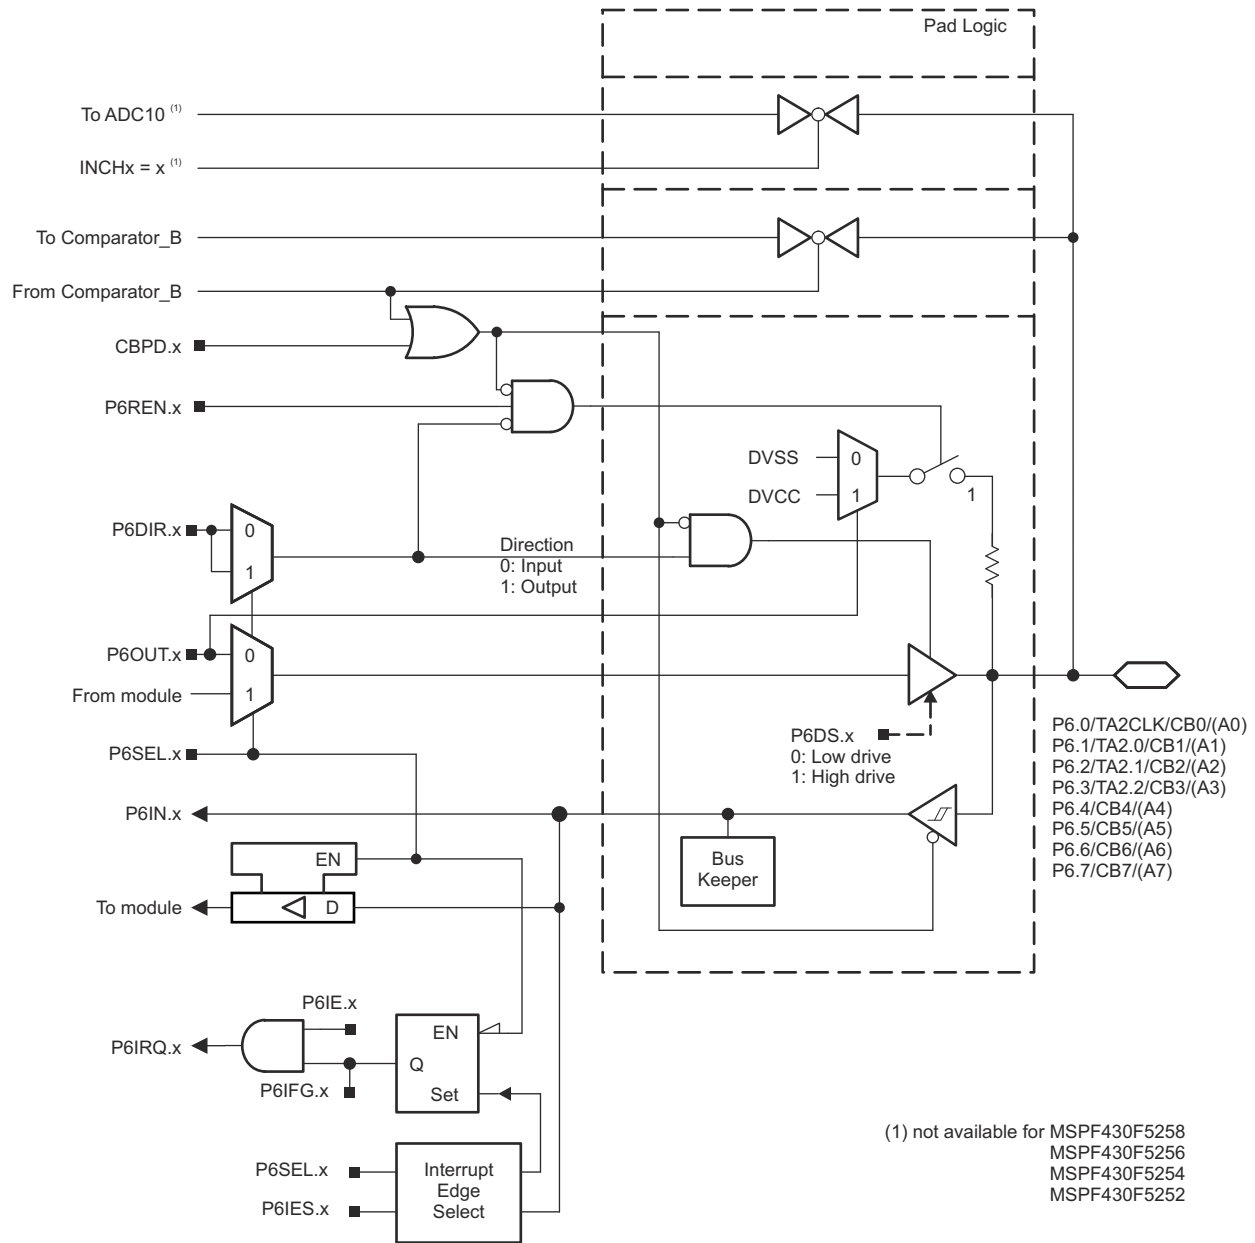 Pad Logic
To ADC10 (1)
INCHx = x (1)
To Comparator_B
From Comparator_B
CBPD.x
P6REN.x
DVSS
0
DVCC
1
1
P6DIR.x
0
1
Direction
0: Input
1: Output
P6OUT.x
0
From module
1
P6SEL.x
P6DS.x
0: Low drive
1: High drive
P6.0/TA2CLK/CB0/(A0)
P6.1/TA2.0/CB1/(A1)
P6.2/TA2.1/CB2/(A2)
P6.3/TA2.2/CB3/(A3)
P6.4/CB4/(A4)
P6.5/CB5/(A5)
P6.6/CB6/(A6)
P6.7/CB7/(A7)
P6IN.x
Bus
Keeper
EN
To module
D
P6IE.x
P6IRQ.x
EN
Q
P6IFG.x
Set
P6SEL.x
P6IES.x
Interrupt
Edge
Select
(1) not available for MSPF430F5258
MSPF430F5256
MSPF430F5254
MSPF430F5252